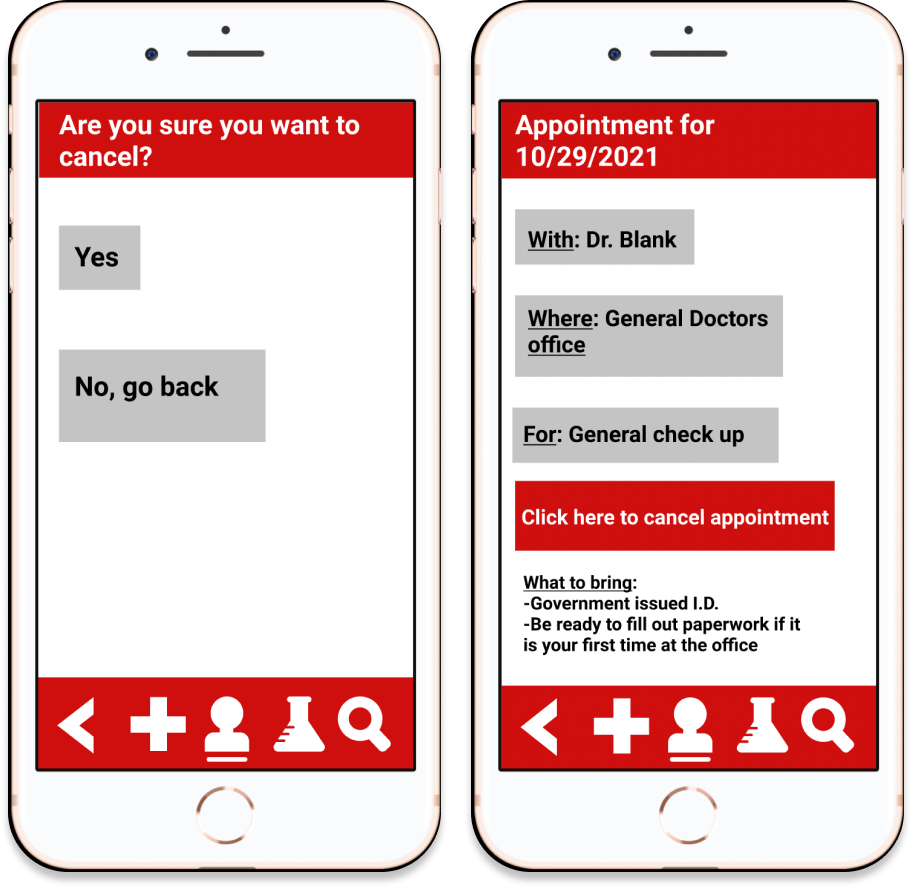 Are you sure you want to
cancel?
Yes
No, go back
Appointment for
10/29/2021
With: Dr. Blank
Where: General Doctors
office
For: General check up
Click here to cancel appointment
What to bring:
-Government issued I.D.
-Be ready to fill out paperwork if it
is your first time at the office